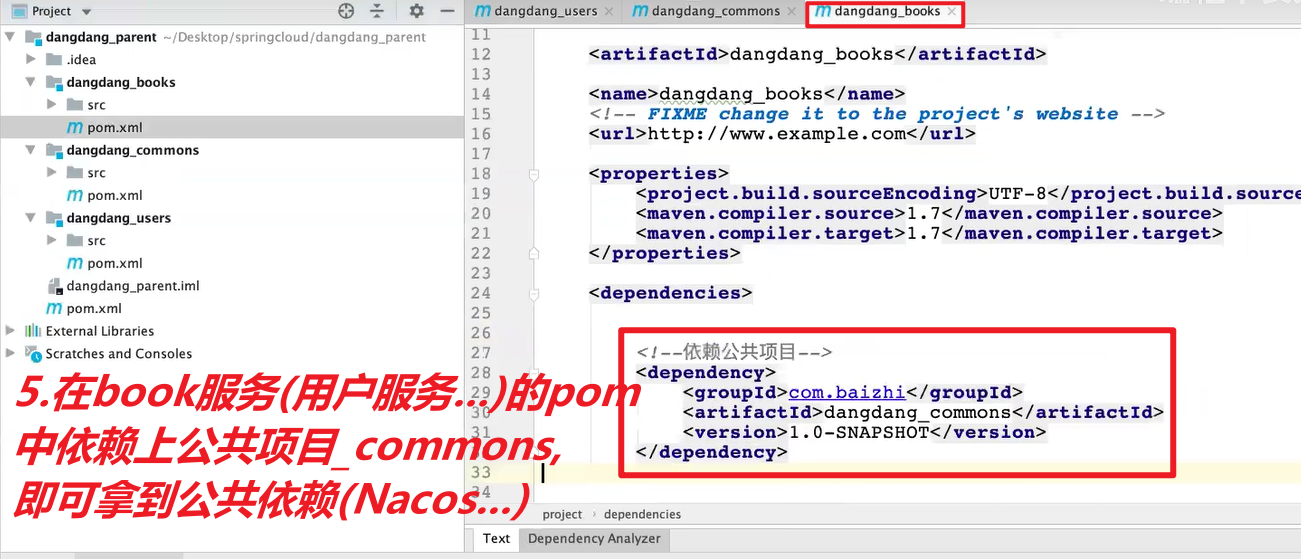 Project
dangdang_users
dangdang_commons
dangdang_books
dangdang_parent ~/Desktop/springcloud/dangdang_parent
.idea
dangdang_books
src
pom.xml
dangdang_commons
src
pom.xml
dangdang_users
src
pom.xml
dangdang_parent.iml
pom.xml
External Libraries
Scratches and Consoles
5.在book服务(用户服务...)的pom
中依赖上公共项目_commons,
即可拿到公共依赖(Nacos...)
11
12 <artifactId>dangdang_books</artifactId>
13
14 <name>dangdang_books</name>
15 <!-- FIXME change it to the project's website -->
16 <url>http://www.example.com</url>
17
18 <properties>
19 <project.build.sourceEncoding>UTF-8</project.build.source
20 <maven.compiler.source>1.7</maven.compiler.source>
21 <maven.compiler.target>1.7</maven.compiler.target>
22 </properties>
23
24 <dependencies>
25
26
27 <!--依赖公共项目-->
28 <dependency>
29 <groupId>com.baizhi</groupId>
30 <artifactId>dangdang_commons</artifactId>
31 <version>1.0-SNAPSHOT</version>
32 </dependency>
33
34
project › dependencies
Text
Dependency Analyzer